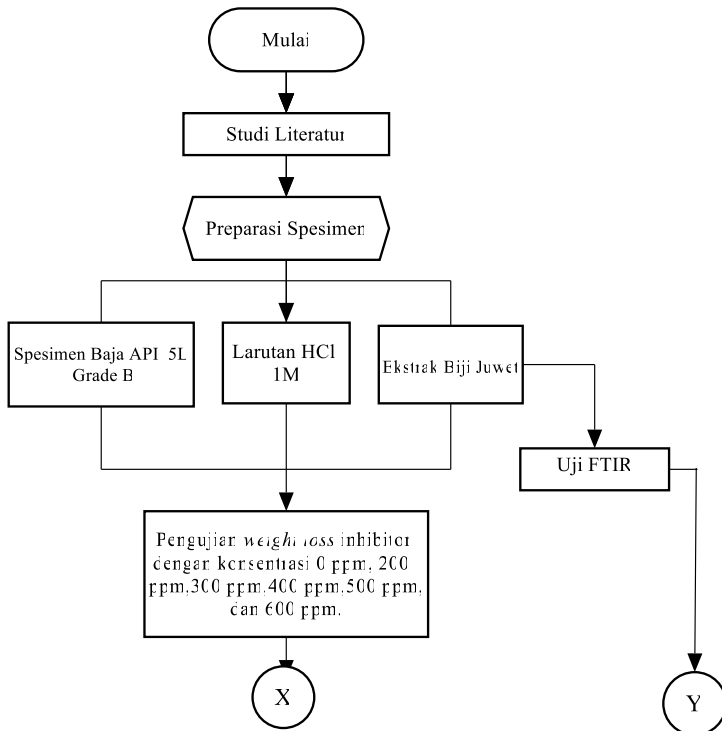 Mulai
Studi Literatur
Preparasi Spesimen
Spesimen Baja API 5L
Grade B
Larutan HCl
1M
Ekstrak Biji Juwet
Uji FTIR
Pengujian weight loss inhibitor
dengan konsentrasi 0 ppm, 200
ppm,300 ppm,400 ppm,500 ppm,
dan 600 ppm.
X
Y